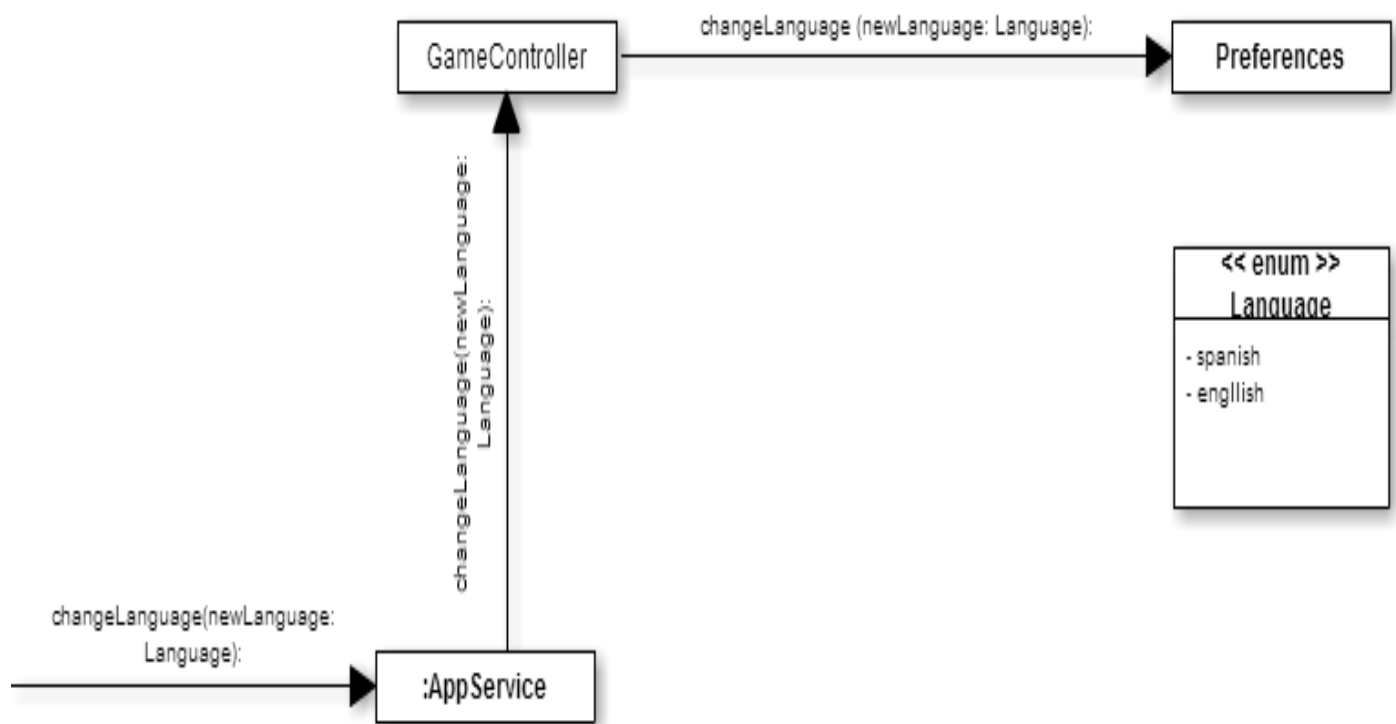 changeLanguage (newLanguage: Language):
GameController
Preferences
changeLanguage(newLanguage:
Language):
<< enum >>
Language
- spanish
- engllish
changeLanguage(newLanguage:
Language):
:AppService